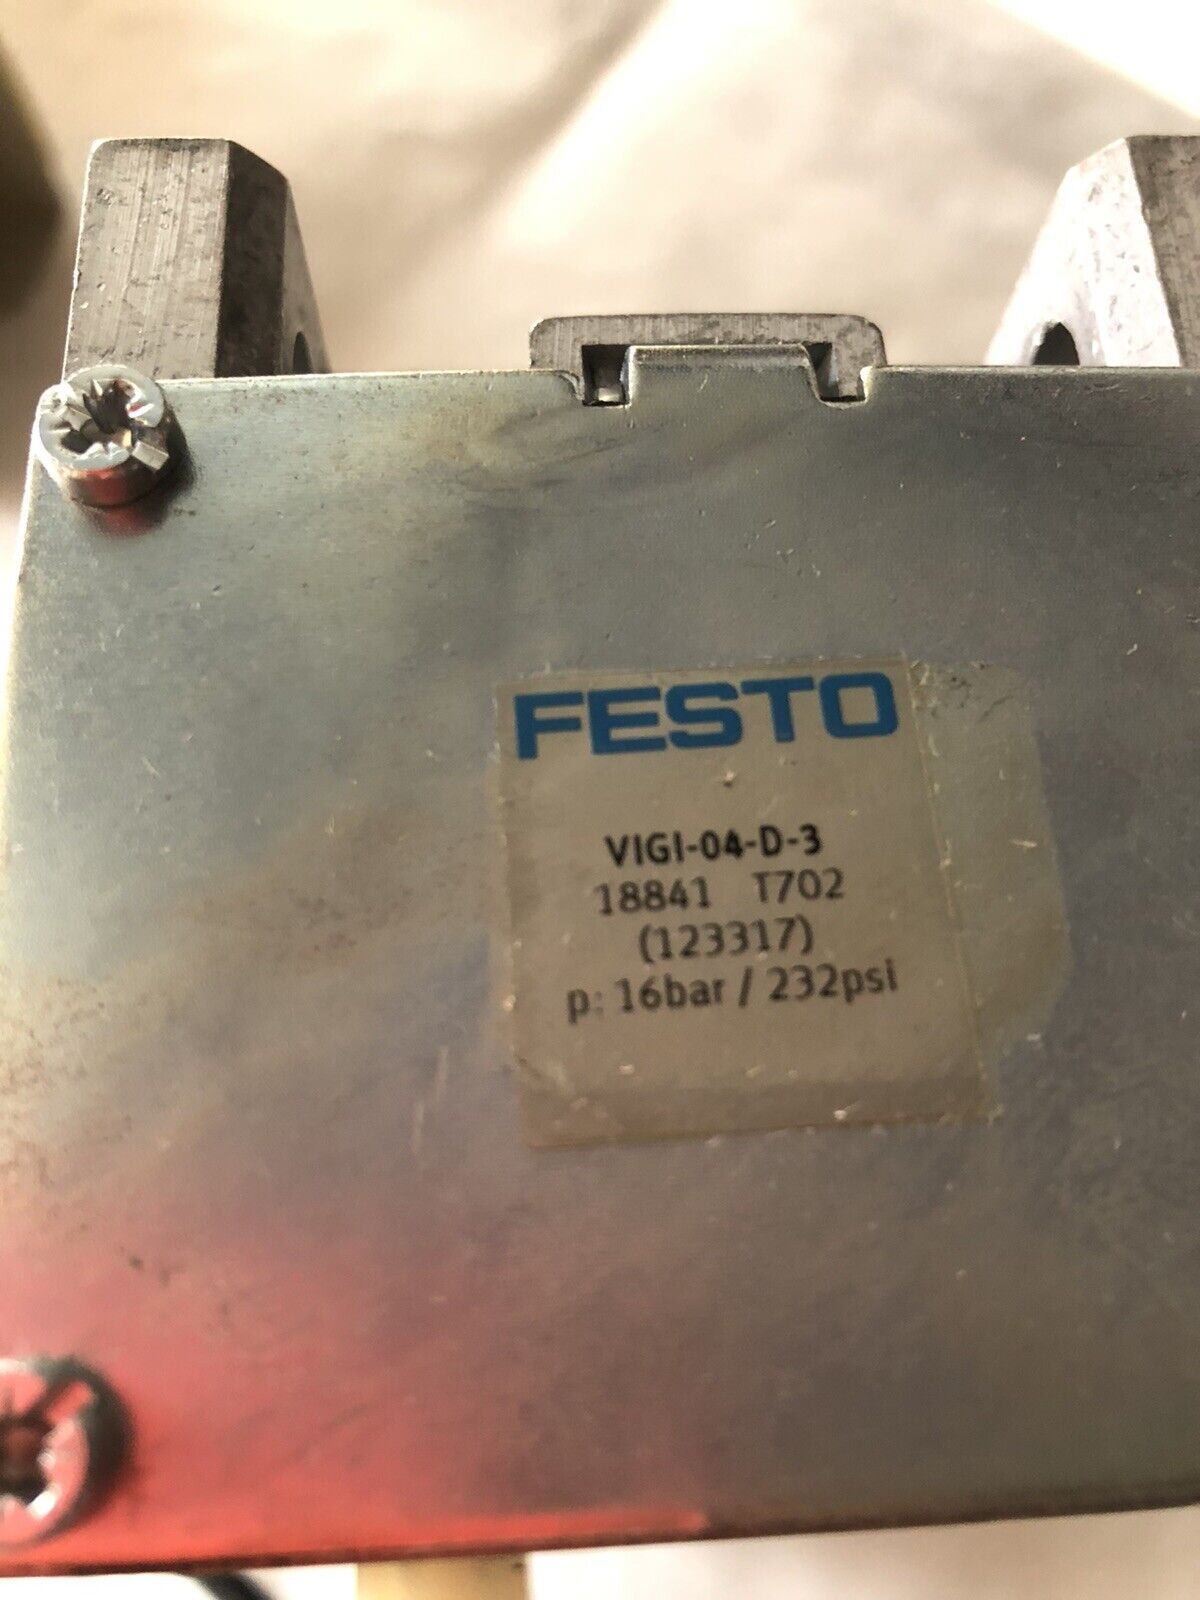 FESTO
VIGI-04-D-3
18841 T702
(123317)
p: 16bar / 232psi